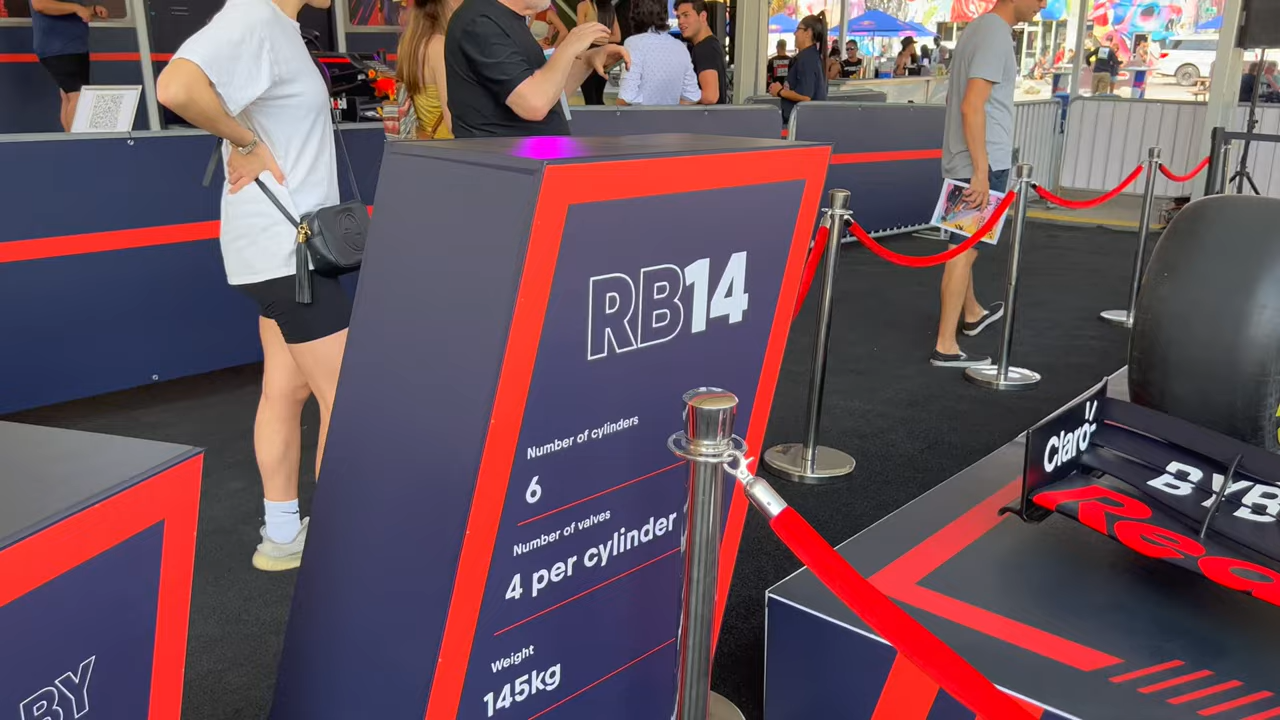 RB14
Number of cylinders
6
Number of valves
4 per cylinder
Weight
145kg
Claro
BYB
Red
BY